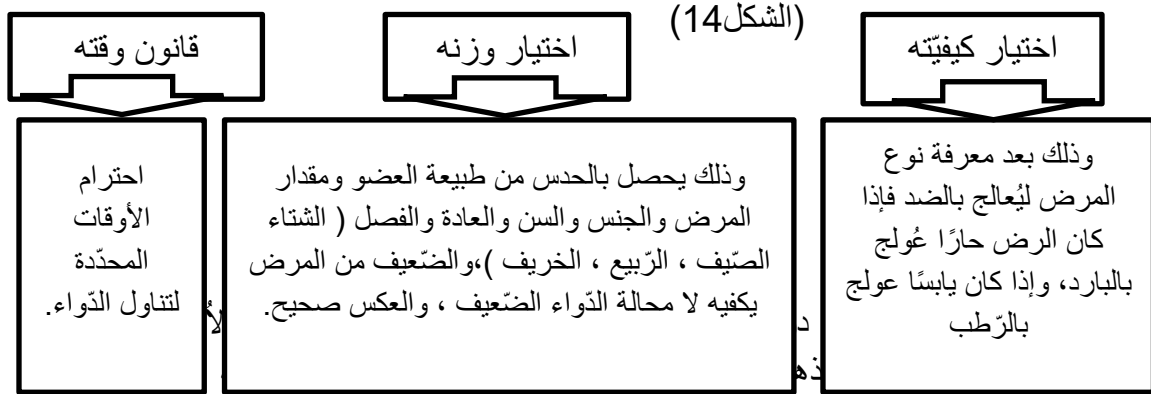 (الشكل14)
اختيار كيفيّته
وذلك بعد معرفة نوع
المرض ليُعالج بالضد فإذا
كان الرض حارًا عُولج
بالبارد، وإذا كان يابسًا عولج
بالرّطب
اختيار وزنه
وذلك يحصل بالحدس من طبيعة العضو ومقدار
المرض والجنس والسن والعادة والفصل ( الشتاء
الصّيف ، الرّبيع ، الخريف )،والضّعيف من المرض
يكفيه لا محالة الدّواء الضّعيف ، والعكس صحيح.
قانون وقته
احترام
الأوقات
المحدّدة
لتناول الدّواء.